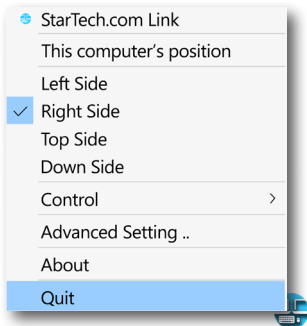 StarTech.com Link
This computer's position
Left Side
Right Side
Top Side
Down Side
Control
Advanced Setting ..
About
Quit